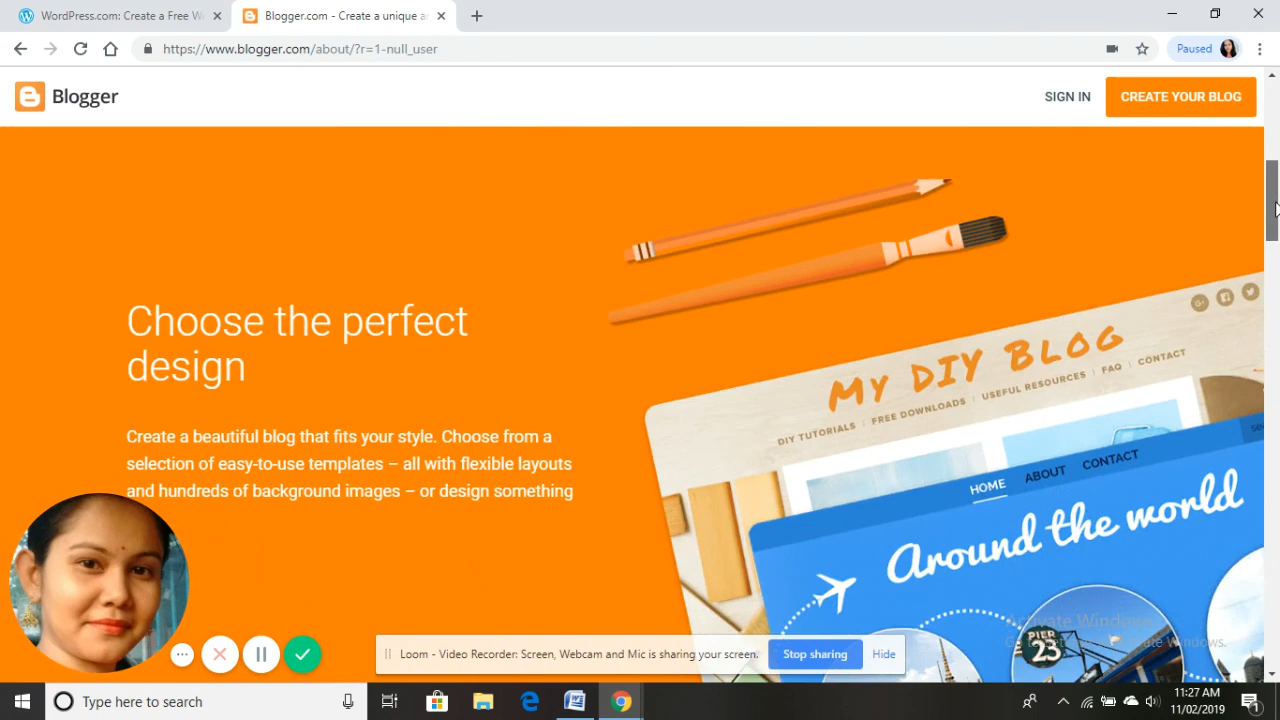 WordPress.com: Create a Free We
Blogger.com - Create a unique an
https://www.blogger.com/about/?r=1-null_user
Paused
Blogger
SIGN IN
CREATE YOUR BLOG
Choose the perfect
design
Create a beautiful blog that fits your style. Choose from a
selection of easy-to-use templates – all with flexible layouts
and hundreds of background images – or design something
MY DIY BLOG
DIY TUTORIALS | FREE DOWNLOADS | USEFUL RESOURCES | FAQ | CONTACT
HOME ABOUT CONTACT
Around the world
PIER
23
Activate Windows
Loom - Video Recorder: Screen, Webcam and Mic is sharing your screen.
Stop sharing
Hide
Type here to search
11:27 AM
11/02/2019